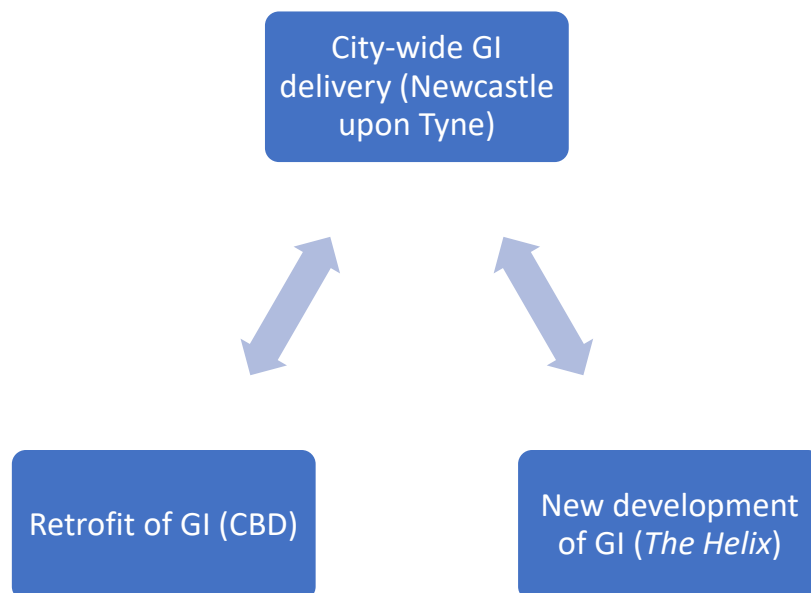 City-wide GI
delivery (Newcastle
upon Tyne)
Retrofit of GI (CBD)
New development
of GI (The Helix)